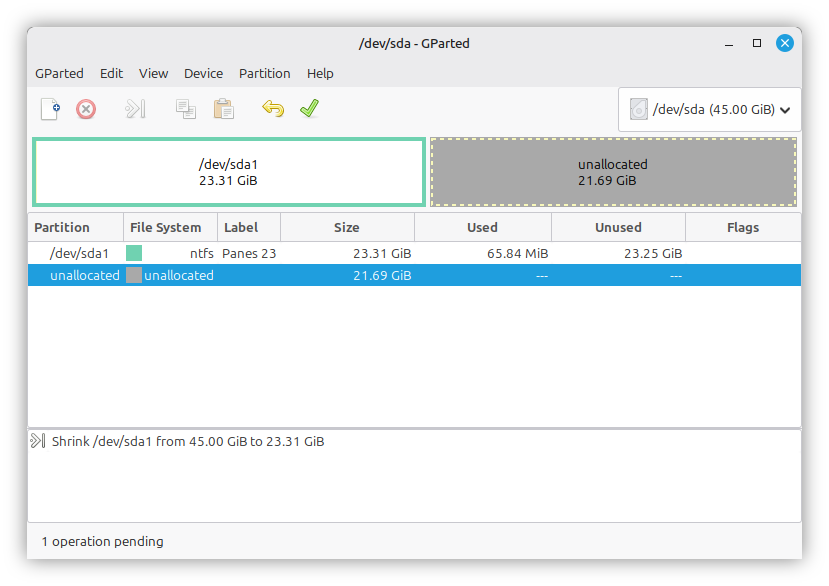 /dev/sda - GParted
GParted Edit View Device Partition Help
/dev/sda (45.00 GiB)
/dev/sda1
23.31 GiB
unallocated
21.69 GiB
Partition File System Label Size Used Unused Flags
/dev/sda1 ntfs Panes 23 23.31 GiB 65.84 MiB 23.25 GiB
unallocated unallocated 21.69 GiB --- ---
Shrink /dev/sda1 from 45.00 GiB to 23.31 GiB
1 operation pending